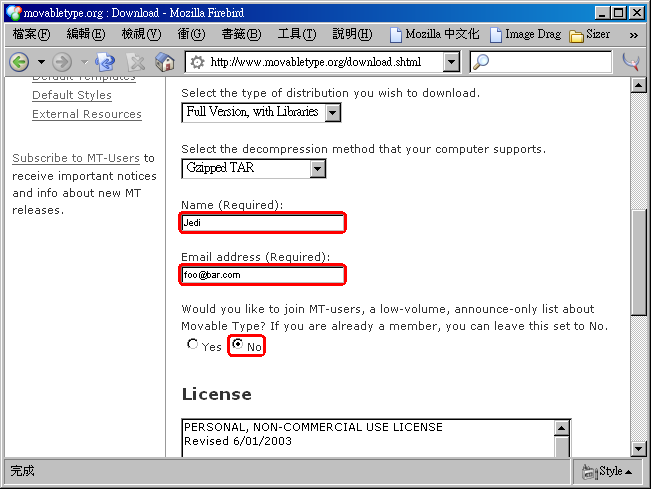 movabletype.org : Download - Mozilla Firebird
檔案(F) 編輯(E) 檢視(V) 衝(G) 書籤(B) 工具(T) 說明(H) Mozilla 中文化 Image Drag Sizer »
http://www.movabletype.org/download.shtml
Default Templates
Default Styles
External Resources
Subscribe to MT-Users to
receive important notices
and info about new MT
releases.
Select the type of distribution you wish to download.
Full Version, with Libraries
Select the decompression method that your computer supports.
Gzipped TAR
Name (Required):
Jedi
Email address (Required):
foo@bar.com
Would you like to join MT-users, a low-volume, announce-only list about
Movable Type? If you are already a member, you can leave this set to No.
Yes No
License
PERSONAL, NON-COMMERCIAL USE LICENSE
Revised 6/01/2003
完成 Style